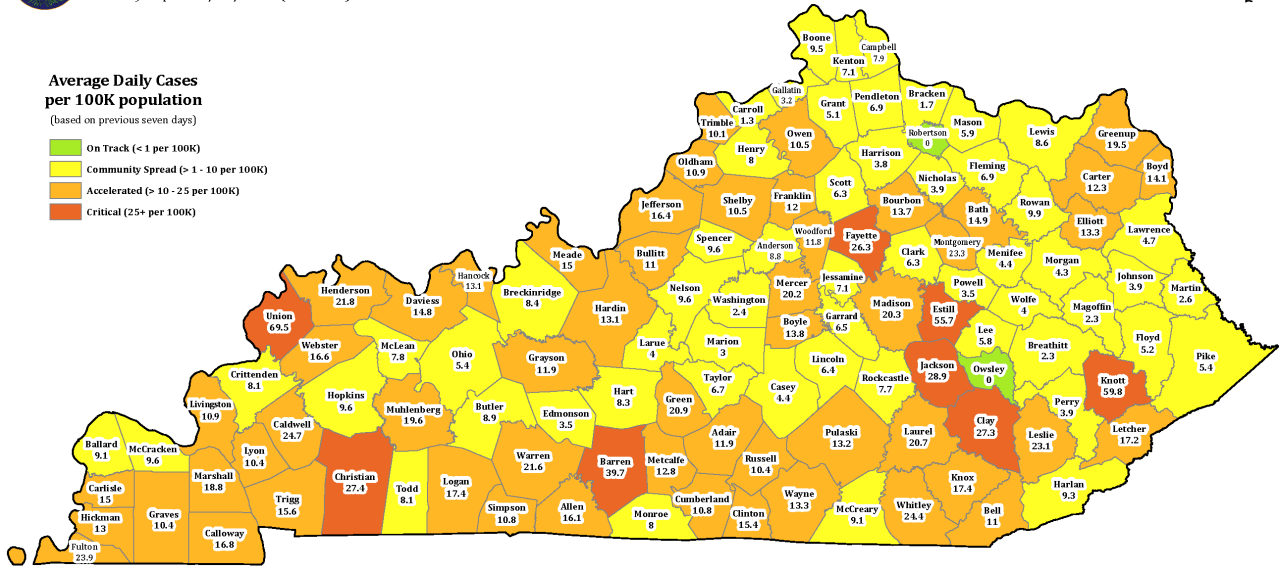 Average Daily Cases
per 100K population
(based on previous seven days)
On Track (< 1 per 100K)
Community Spread (> 1 - 10 per 100K)
Accelerated (> 10 - 25 per 100K)
Critical (25+ per 100K)
Boone
9.5
Kenton
7.1
Campbell
7.9
Gallatin
3.2
Carroll
1.3
Trimble
10.1
Grant
5.1
Pendleton
6.9
Bracken
1.7
Owen
10.5
Robertson
0
Mason
5.9
Lewis
8.6
Greenup
19.5
Boyd
14.1
Carter
12.3
Henry
8
Oldham
10.9
Harrison
3.8
Fleming
6.9
Nicholas
3.9
Scott
6.3
Rowan
9.9
Elliott
13.3
Lawrence
4.7
Jefferson
16.4
Shelby
10.5
Franklin
12
Bourbon
13.7
Bath
14.9
Woodford
11.8
Fayette
26.3
Montgomery
23.3
Clark
6.3
Menifee
4.4
Morgan
4.3
Spencer
9.6
Anderson
8.8
Bullitt
11
Meade
15
Hancock
13.1
Breckinridge
8.4
Henderson
21.8
Daviess
14.8
Union
69.5
Webster
16.6
McLean
7.8
Ohio
5.4
Grayson
11.9
Hardin
13.1
Nelson
9.6
Washington
2.4
Mercer
20.2
Jessamine
7.1
Garrard
6.5
Madison
20.3
Powell
3.5
Estill
55.7
Wolfe
4
Lee
5.8
Magoffin
2.3
Johnson
3.9
Martin
2.6
Breathitt
2.3
Floyd
5.2
Pike
5.4
Larue
4
Marion
3
Boyle
13.8
Lincoln
6.4
Rockcastle
7.7
Jackson
28.9
Owsley
0
Knott
59.8
Perry
3.9
Crittenden
8.1
Livingston
10.9
Hopkins
9.6
Muhlenberg
19.6
Butler
8.9
Edmonson
3.5
Hart
8.3
Green
20.9
Taylor
6.7
Casey
4.4
Caldwell
24.7
Lyon
10.4
Ballard
9.1
McCracken
9.6
Marshall
18.8
Carlisle
15
Hickman
13
Fulton
23.9
Graves
10.4
Calloway
16.8
Trigg
15.6
Christian
27.4
Todd
8.1
Logan
17.4
Warren
21.6
Simpson
10.8
Allen
16.1
Barren
39.7
Metcalfe
12.8
Monroe
8
Adair
11.9
Cumberland
10.8
Russell
10.4
Clinton
15.4
Wayne
13.3
Pulaski
13.2
McCreary
9.1
Laurel
20.7
Whitley
24.4
Knox
17.4
Clay
27.3
Leslie
23.1
Bell
11
Harlan
9.3
Letcher
17.2